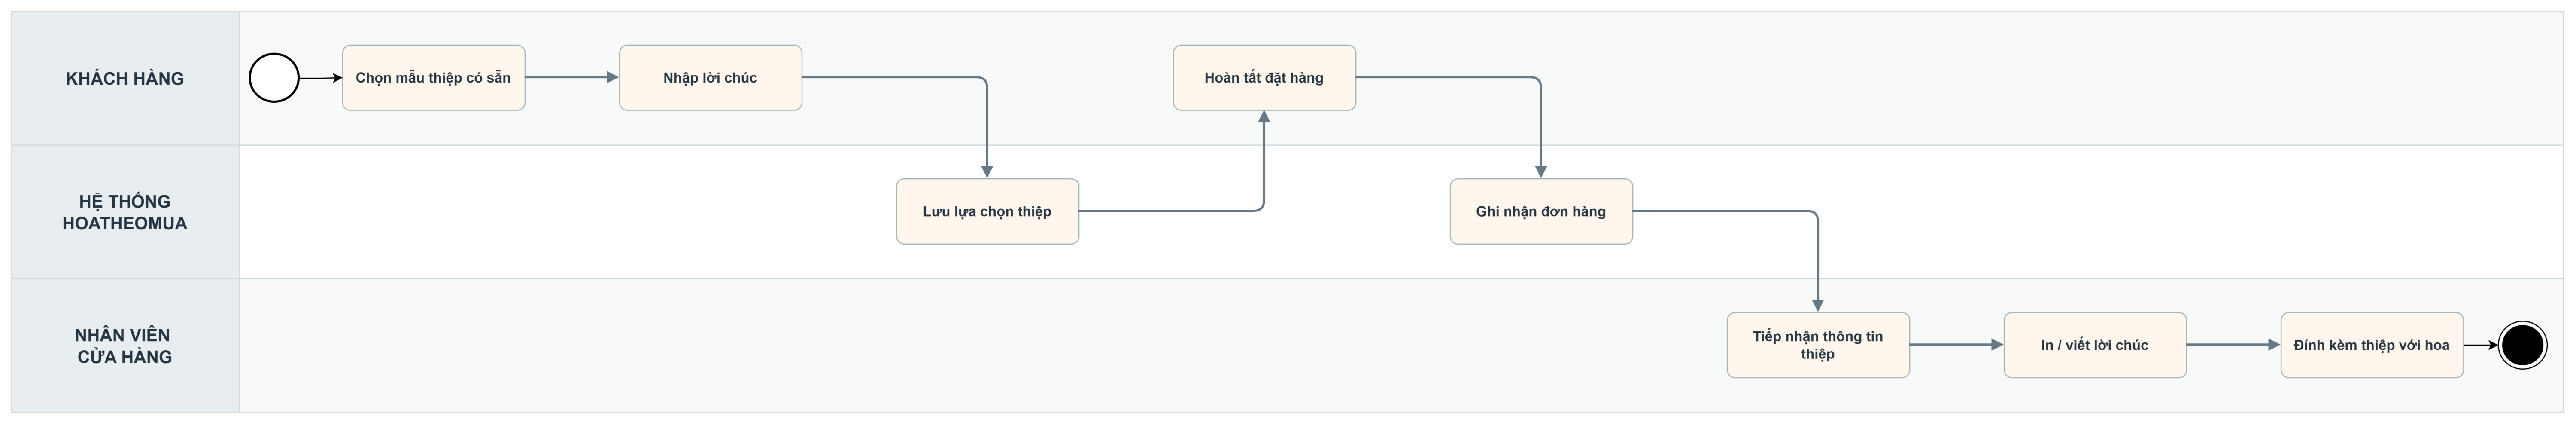 KHÁCH HÀNG
Chọn mẫu thiệp có sẵn
Nhập lời chúc
Hoàn tất đặt hàng
HỆ THỐNG
HOATHEOMUA
Lưu lựa chọn thiệp
Ghi nhận đơn hàng
NHÂN VIÊN
CỬA HÀNG
Tiếp nhận thông tin
thiệp
In / viết lời chúc
Đính kèm thiệp với hoa